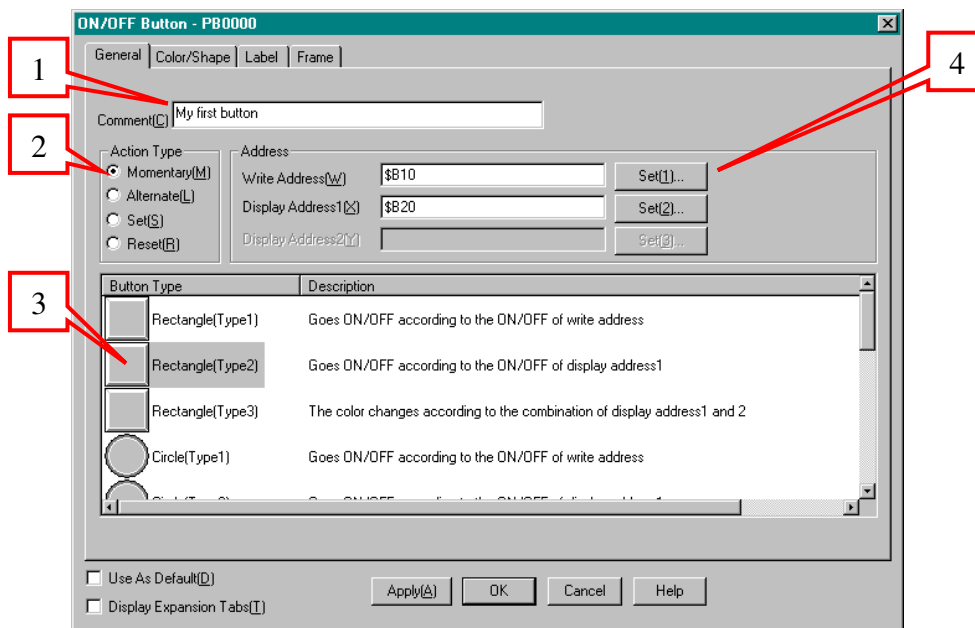 ON/OFF Button - PB0000
General Color/Shape Label Frame
1
4
Comment(C) My first button
2
Action Type
Momentary(M)
Alternate(L)
Set(S)
Reset(R)
Address
Write Address(W) $B10 Set(1)...
Display Address1(X) $B20 Set(2)...
Display Address2(Y) Set(3)...
3
Button Type Description
Rectangle(Type1) Goes ON/OFF according to the ON/OFF of write address
Rectangle(Type2) Goes ON/OFF according to the ON/OFF of display address1
Rectangle(Type3) The color changes according to the combination of display address1 and 2
Circle(Type1) Goes ON/OFF according to the ON/OFF of write address
Use As Default(D)
Display Expansion Tabs(T)
Apply(A) OK Cancel Help